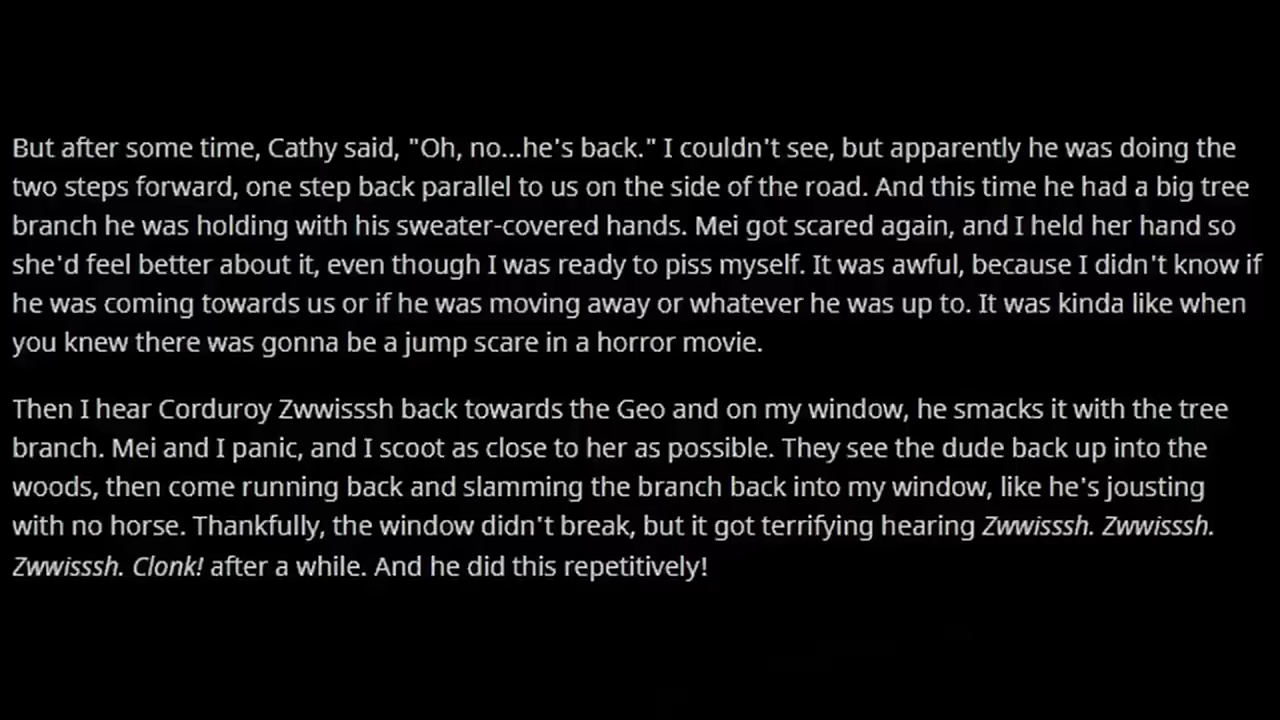 But after some time, Cathy said, "Oh, no...he's back." I couldn't see, but apparently he was doing the
two steps forward, one step back parallel to us on the side of the road. And this time he had a big tree
branch he was holding with his sweater-covered hands. Mei got scared again, and I held her hand so
she'd feel better about it, even though I was ready to piss myself. It was awful, because I didn't know if
he was coming towards us or if he was moving away or whatever he was up to. It was kinda like when
you knew there was gonna be a jump scare in a horror movie.
Then I hear Corduroy Zwwisssh back towards the Geo and on my window, he smacks it with the tree
branch. Mei and I panic, and I scoot as close to her as possible. They see the dude back up into the
woods, then come running back and slamming the branch back into my window, like he's jousting
with no horse. Thankfully, the window didn't break, but it got terrifying hearing Zwwisssh. Zwwisssh.
Zwwisssh. Clonk! after a while. And he did this repetitively!